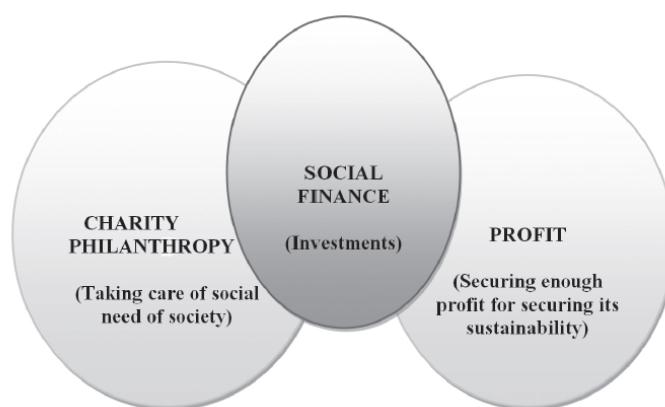 CHARITY
PHILANTHROPY
(Taking care of social
need of society)
SOCIAL
FINANCE
(Investments)
PROFIT
(Securing enough
profit for securing its
sustainability)